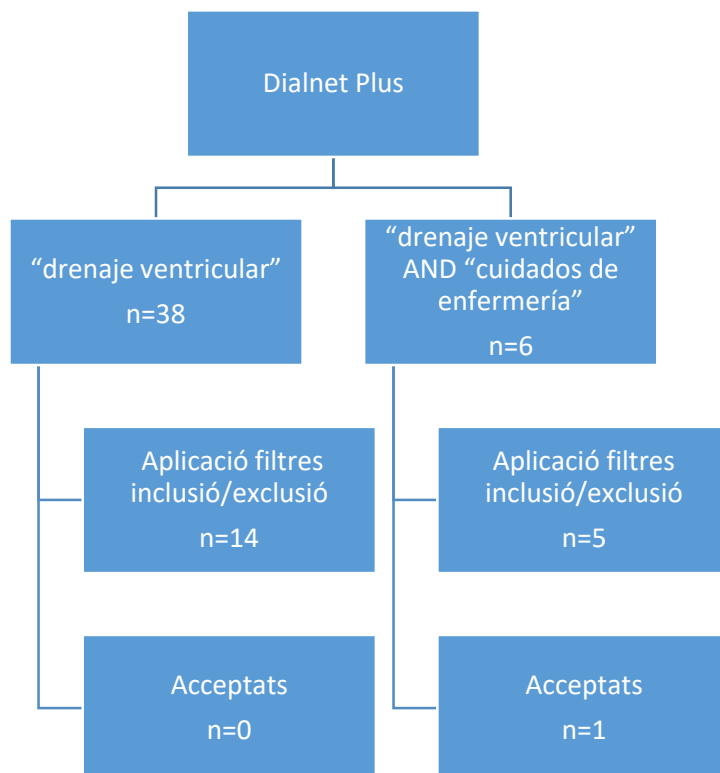 Dialnet Plus
“drenaje ventricular”
n=38
“drenaje ventricular”
AND “cuidados de
enfermería”
n=6
Aplicació filtres
inclusió/exclusió
n=14
Aplicació filtres
inclusió/exclusió
n=5
Acceptats
n=0
Acceptats
n=1